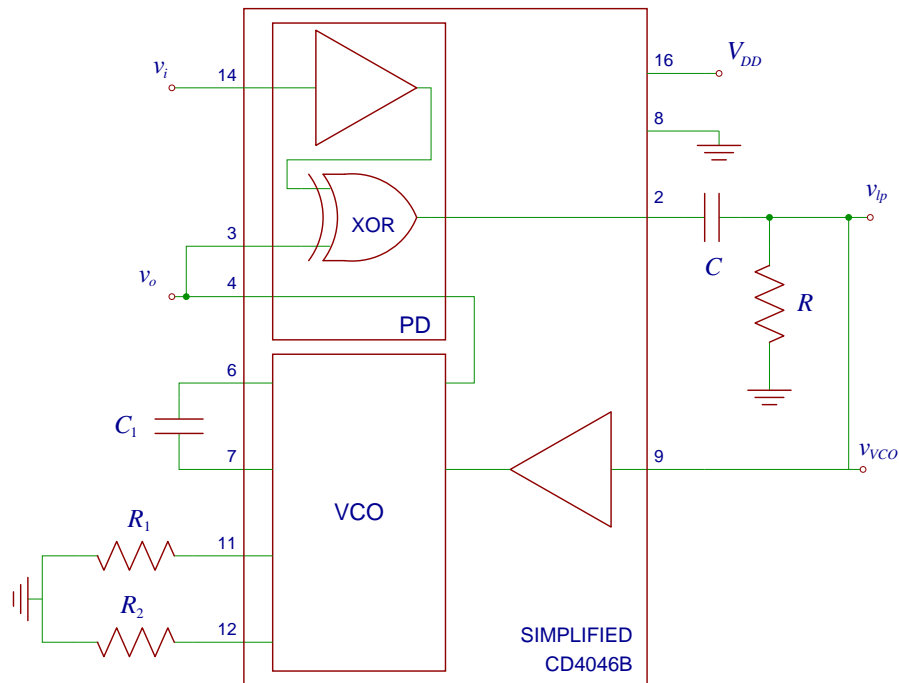 V_DD
16
v_i
14
8
2
v_lp
XOR
3
C
v_o
4
R
PD
6
C_1
9
7
v_VCO
VCO
R_1
11
R_2
12
SIMPLIFIED
CD4046B